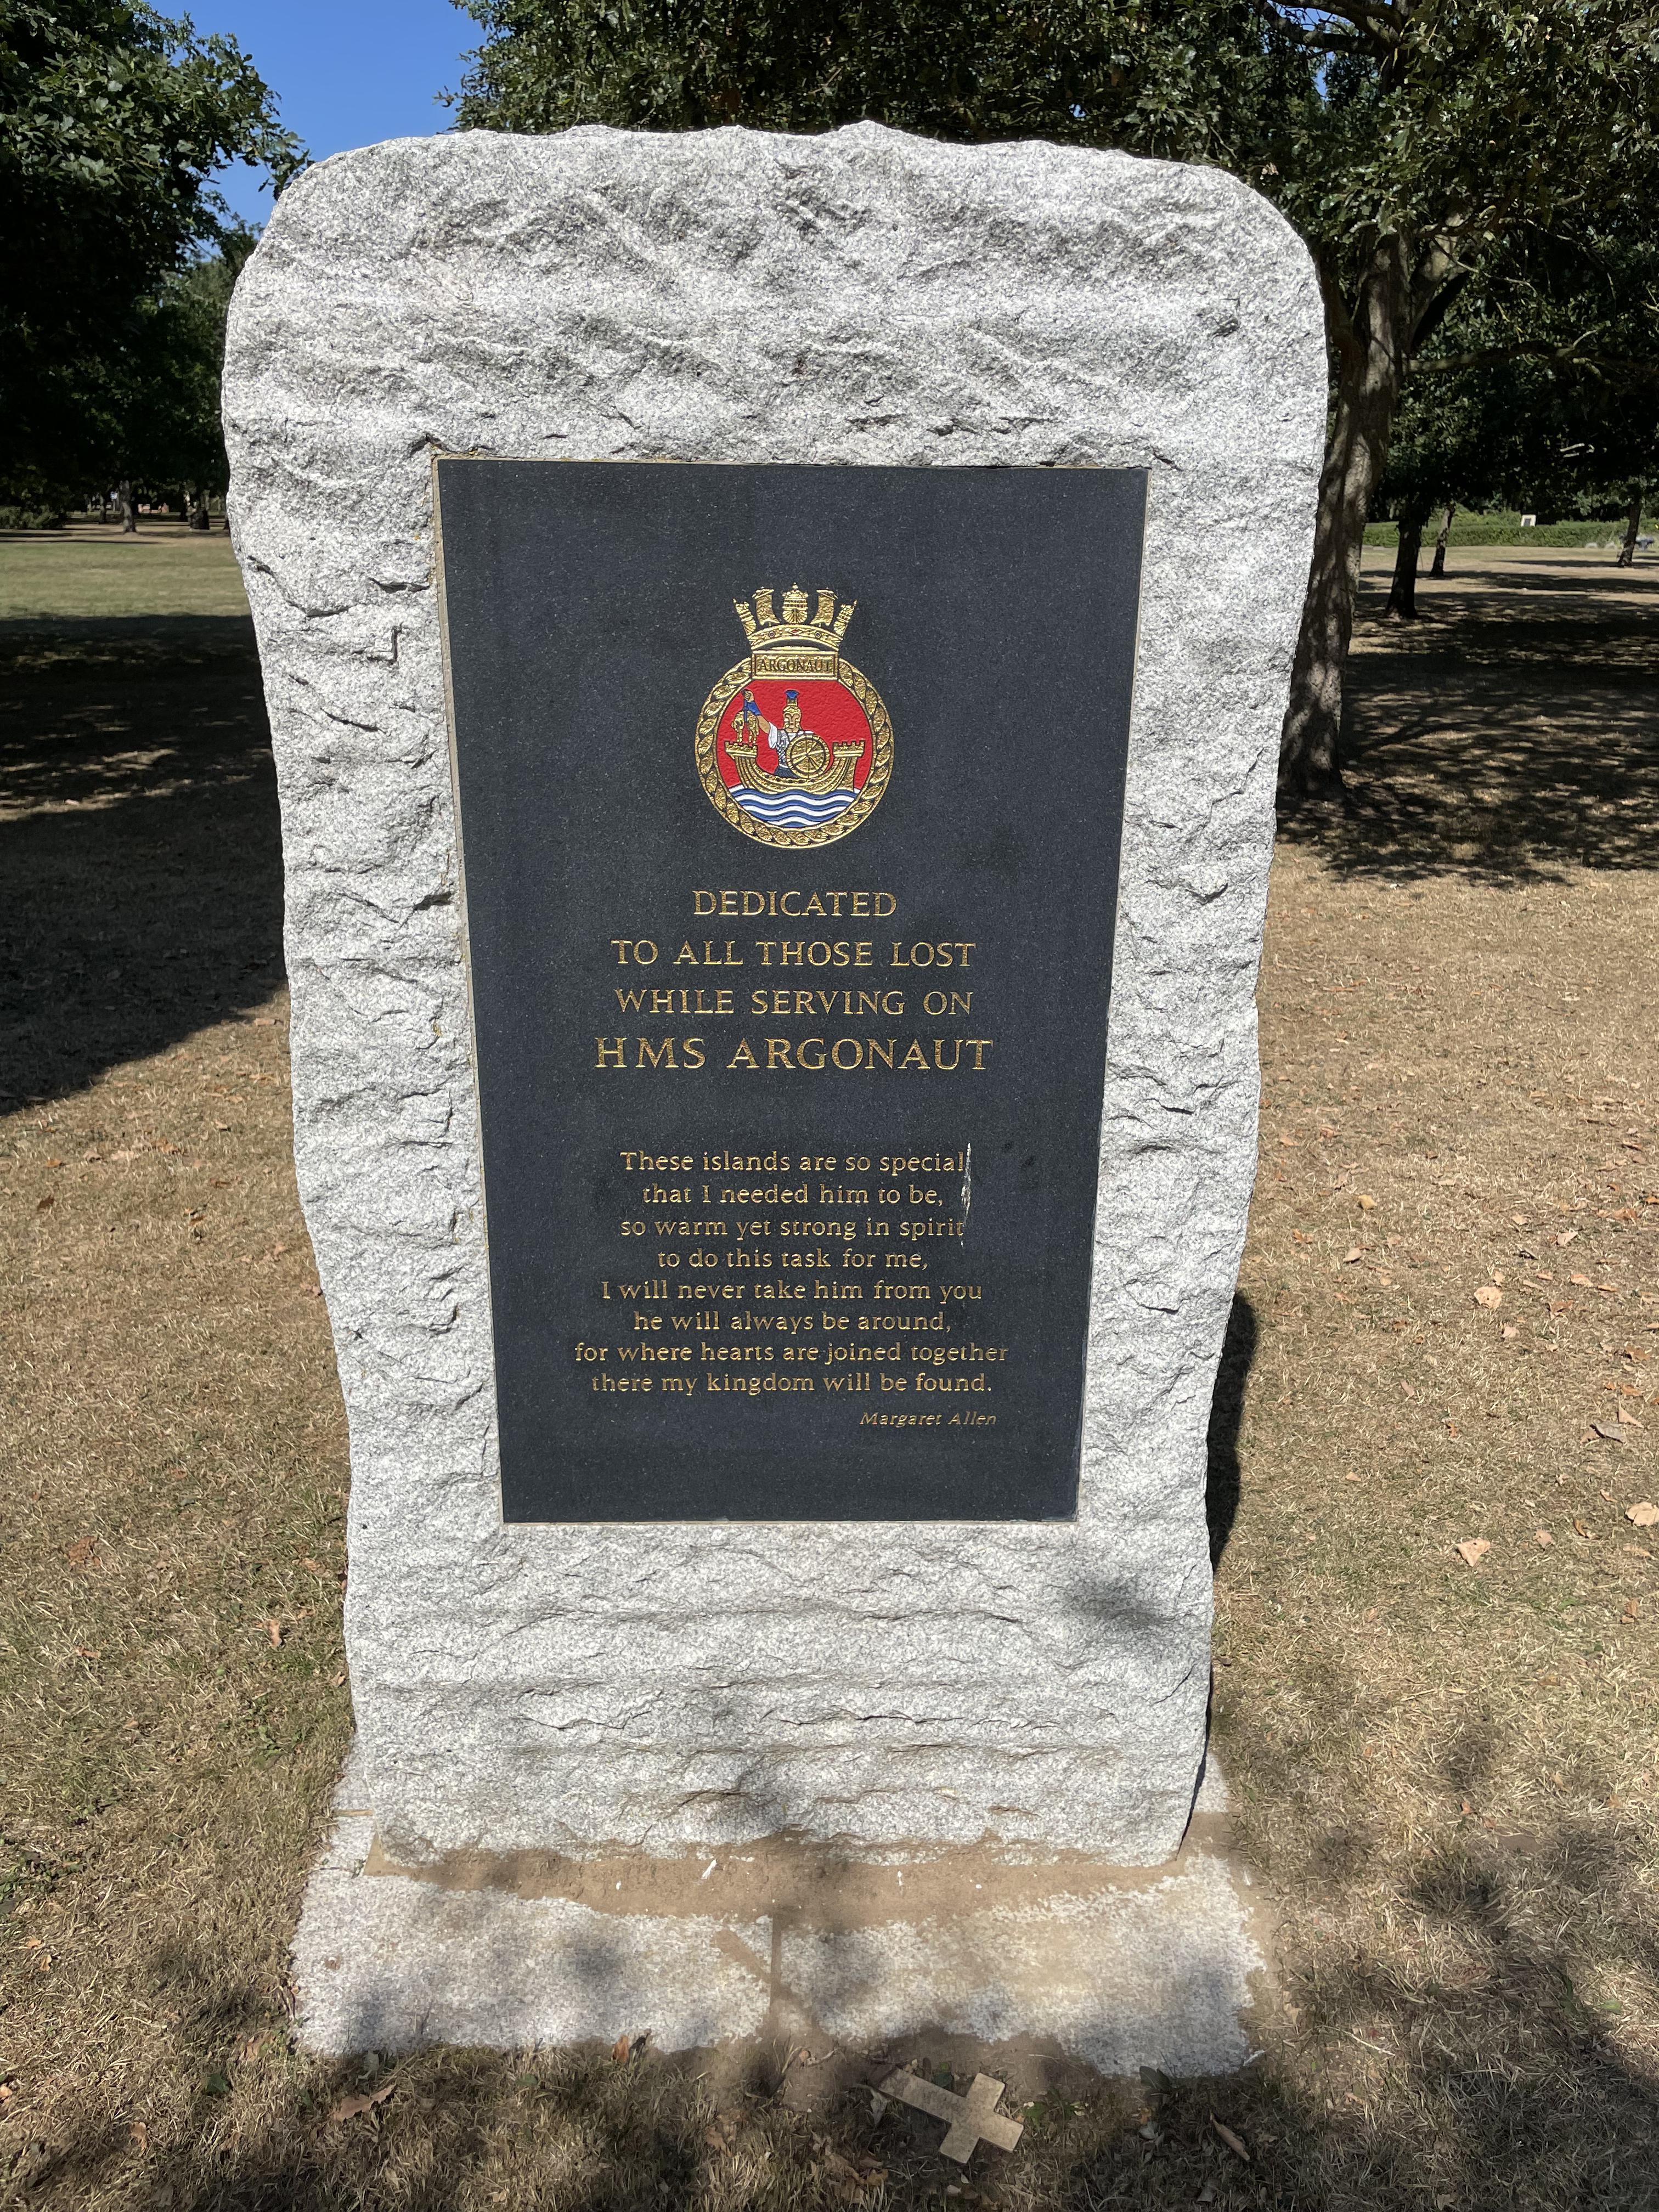 ARGONAUT
DEDICATED
TO ALL THOSE LOST
WHILE SERVING ON
HMS ARGONAUT
These islands are so special
that I needed him to be,
so warm yet strong in spirit
to do this task for me,
I will never take him from you
he will always be around,
for where hearts are joined together
there my kingdom will be found.
Margaret Allen